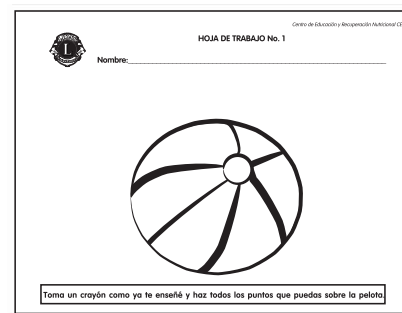 Centro de Educación y Recuperación Nutricional CE
HOJA DE TRABAJO No. 1
L
Nombre:
Toma un crayón como ya te enseñé y haz todos los puntos que puedas sobre la pelota.